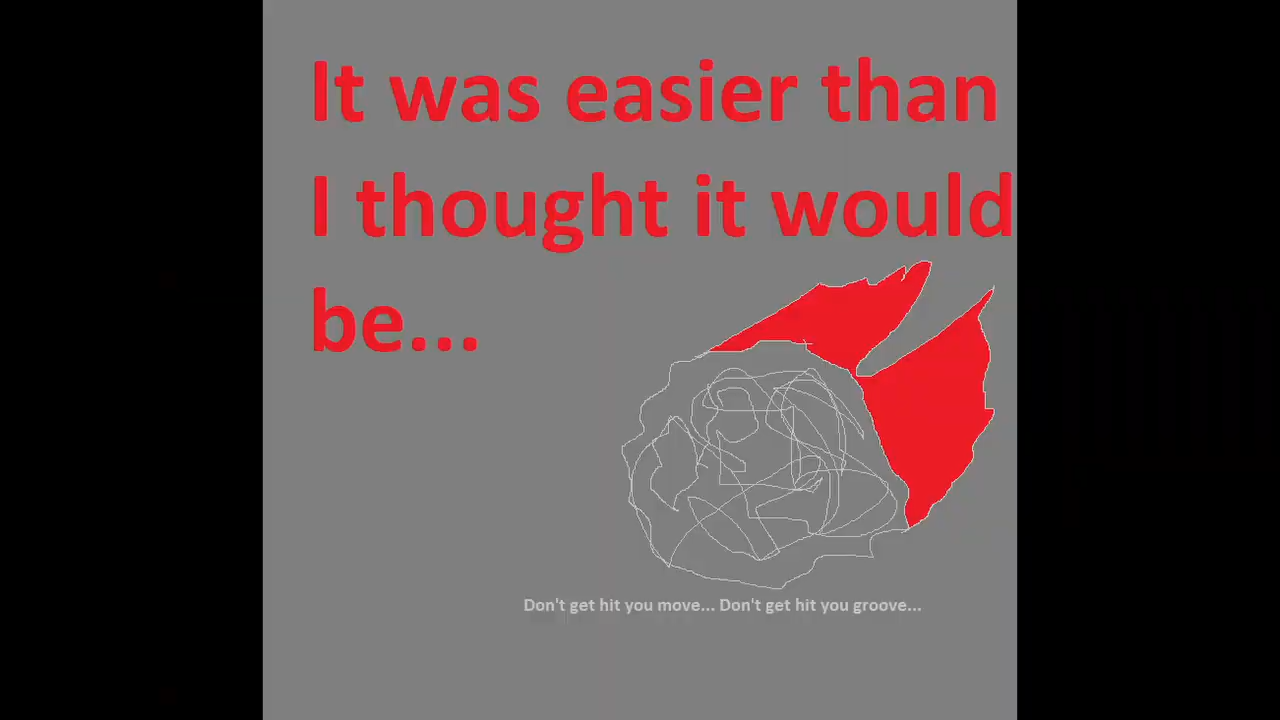 It was easier than
I thought it would
be...
Don't get hit you move... Don't get hit you groove...